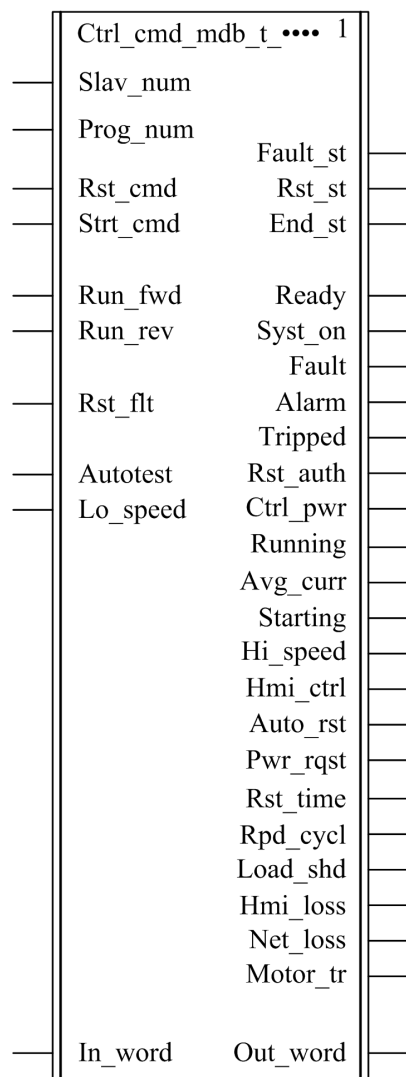 Ctrl_cmd_mdb_t_•••• 1
Slav_num
Prog_num
Fault_st
Rst_cmd Rst_st
Strt_cmd End_st
Run_fwd Ready
Run_rev Syst_on
Fault
Rst_flt Alarm
Tripped
Autotest Rst_auth
Lo_speed Ctrl_pwr
Running
Avg_curr
Starting
Hi_speed
Hmi_ctrl
Auto_rst
Pwr_rqst
Rst_time
Rpd_cycl
Load_shd
Hmi_loss
Net_loss
Motor_tr
In_word Out_word